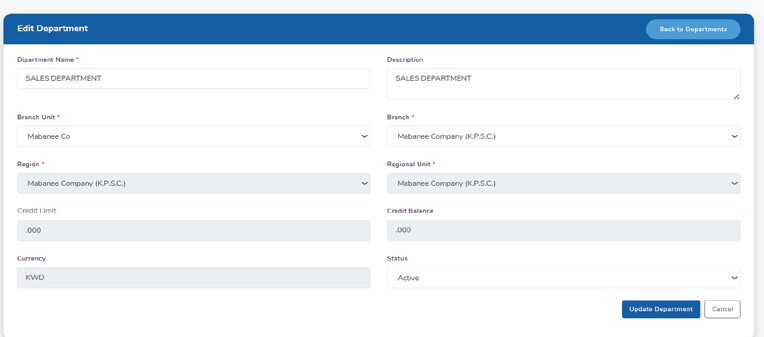 Edit Department
Back to Departments
Dipartment Name *
Description
SALES DEPARTMENT
SALES DEPARTMENT
Branch Unit *
Branch *
Mabanee Co
Mabanee Company (K.P.S.C.)
Region *
Regional Unit *
Mabanee Company (K.P.S.C.)
Mabanee Company (K.P.S.C.)
Credit Limit
Credit Balance
.000
.000
Currency
Status
KWD
Active
Update Department
Cancel